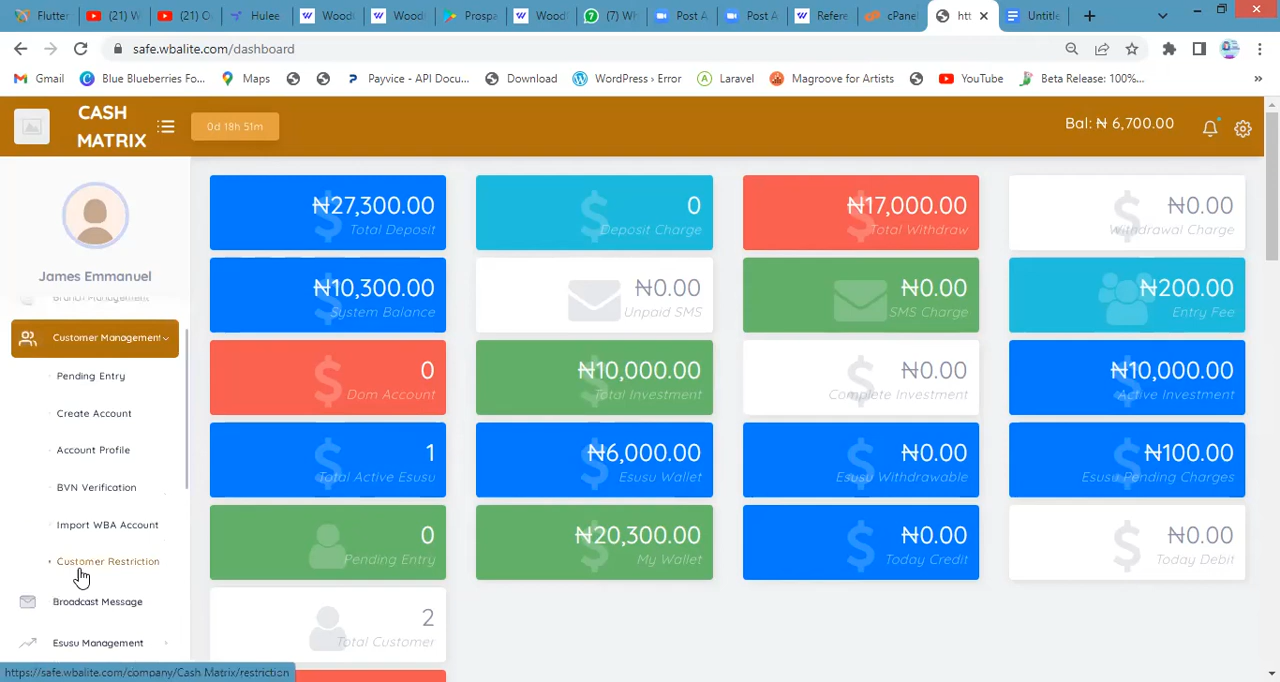 Flutter
(21) W
(21) O
Hulee
Wood
Wood
Prospa
Wood
(7) Wh
Post A
Post A
Refere
cPanel
htt
Untitle
safe.wbalite.com/dashboard
Gmail
Blue Blueberries Fo...
Maps
Payvice - API Docu...
Download
WordPress › Error
Laravel
Magroove for Artists
YouTube
Beta Release: 100%...
»
CASH
MATRIX
0d 18h 51m
Bal: ₦ 6,700.00
James Emmanuel
Branch Management
Customer Management
Pending Entry
Create Account
Account Profile
BVN Verification
Import WBA Account
Customer Restriction
Broadcast Message
Esusu Management
₦27,300.00
Total Deposit
0
Deposit Charge
₦17,000.00
Total Withdraw
₦0.00
Withdrawal Charge
₦10,300.00
System Balance
₦0.00
Unpaid SMS
₦0.00
SMS Charge
₦200.00
Entry Fee
0
Dom Account
₦10,000.00
Total Investment
₦0.00
Complete Investment
₦10,000.00
Active Investment
1
Total Active Esusu
₦6,000.00
Esusu Wallet
₦0.00
Esusu Withdrawable
₦100.00
Esusu Pending Charges
0
Pending Entry
₦20,300.00
My Wallet
₦0.00
Today Credit
₦0.00
Today Debit
2
Total Customer
https://safe.wbalite.com/company/Cash Matrix/restriction